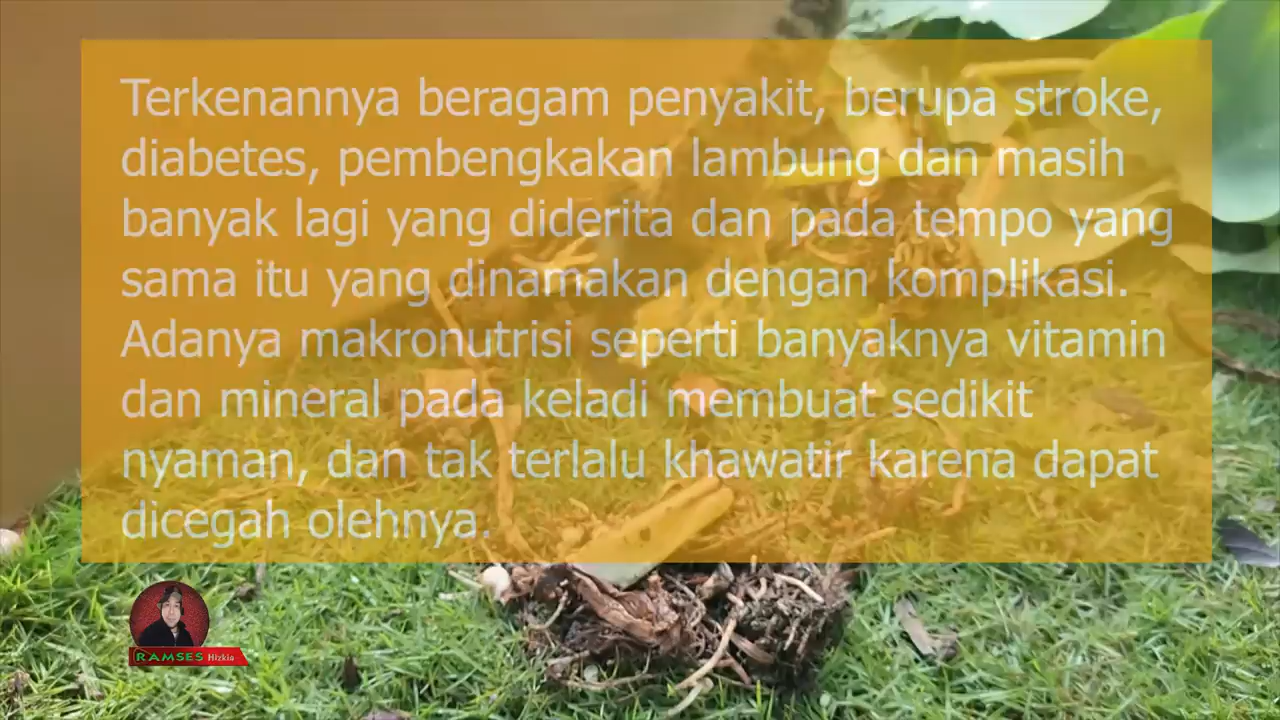 Terkenannya beragam penyakit, berupa stroke,
diabetes, pembengkakan lambung dan masih
banyak lagi yang diderita dan pada tempo yang
sama itu yang dinamakan dengan komplikasi.
Adanya makronutrisi seperti banyaknya vitamin
dan mineral pada keladi membuat sedikit
nyaman, dan tak terlalu khawatir karena dapat
dicegah olehnya.
RAMSES Hizkia